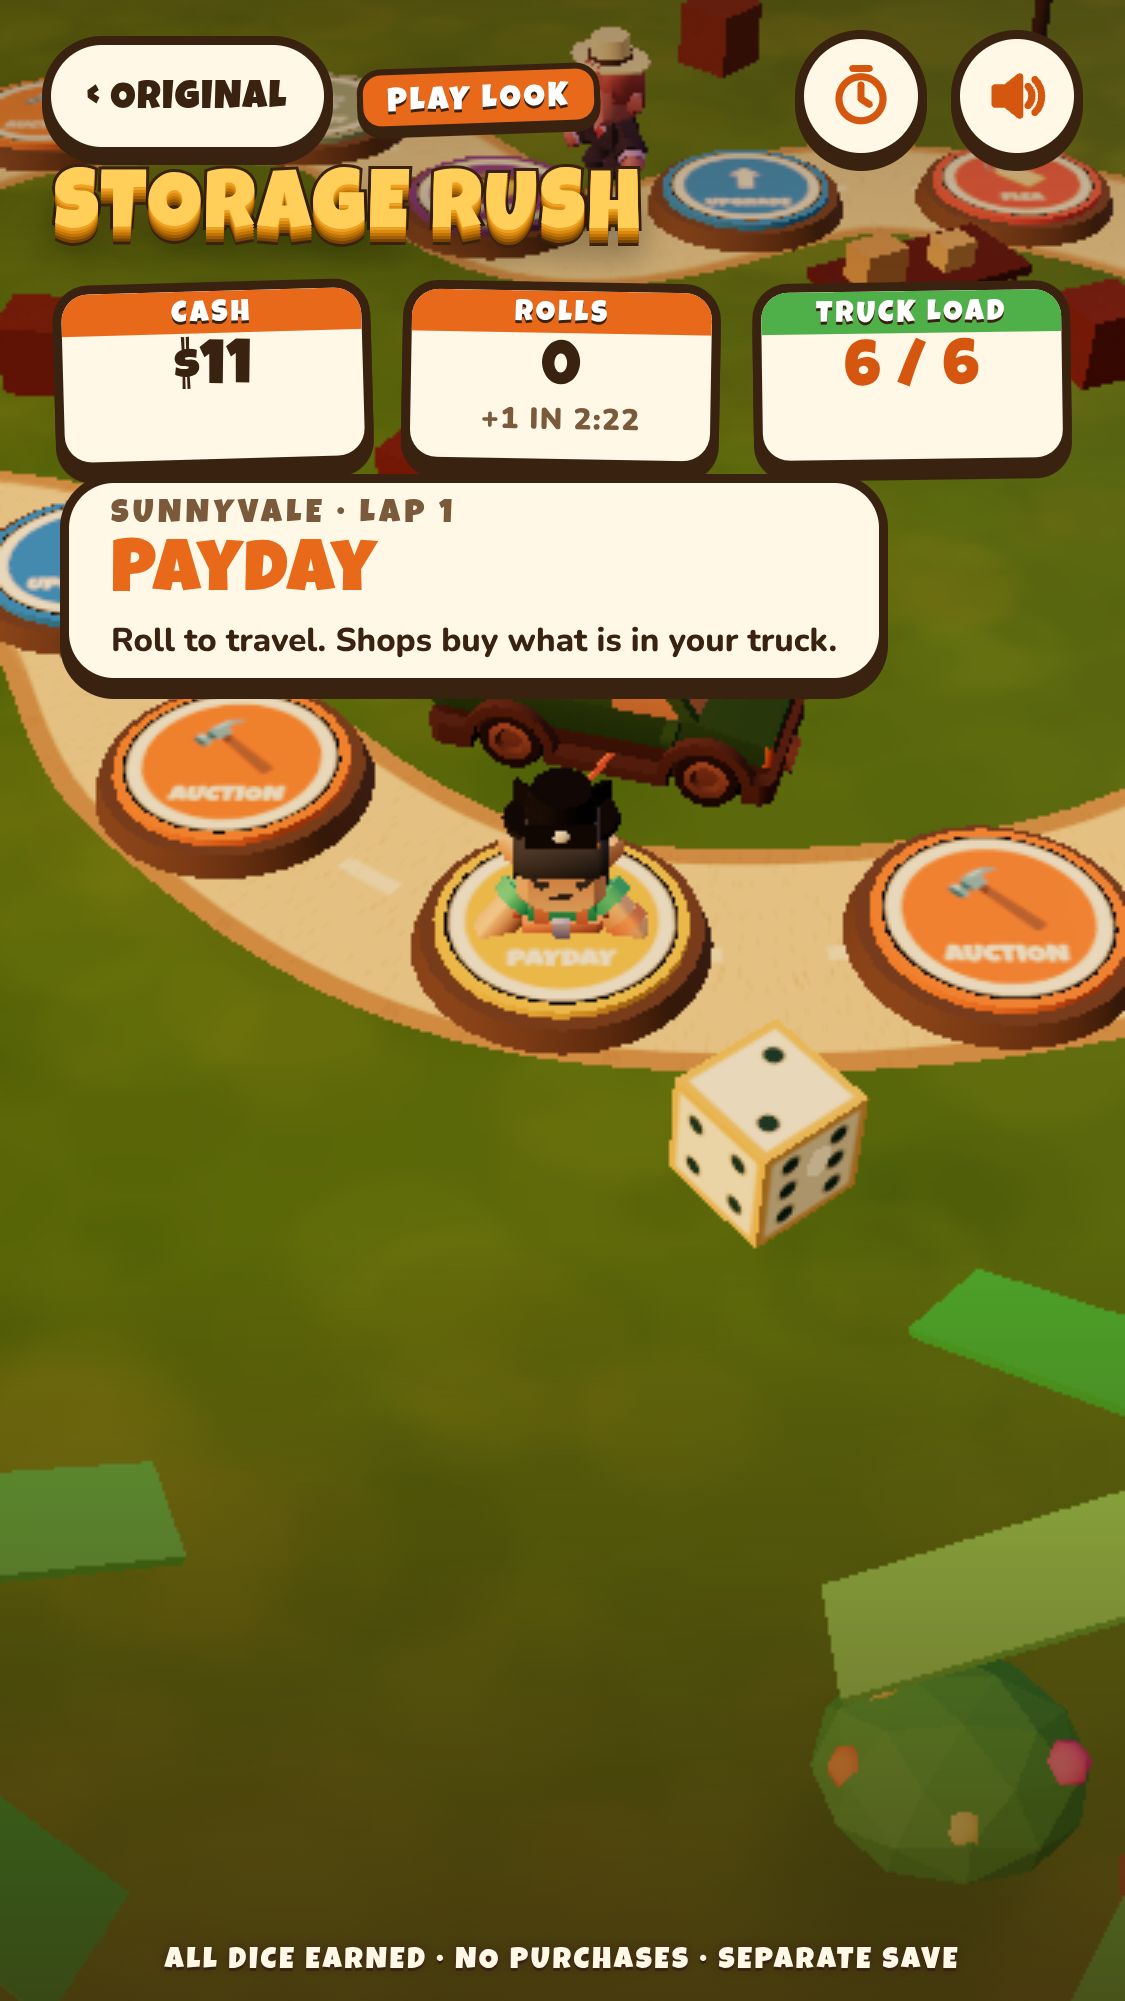 ‹ ORIGINAL
PLAY LOOK
STORAGE RUSH
UPGRADE
CASH
$11
ROLLS
0
+1 IN 2:22
TRUCK LOAD
6 / 6
SUNNYVALE · LAP 1
PAYDAY
Roll to travel. Shops buy what is in your truck.
AUCTION
PAYDAY
AUCTION
ALL DICE EARNED · NO PURCHASES · SEPARATE SAVE